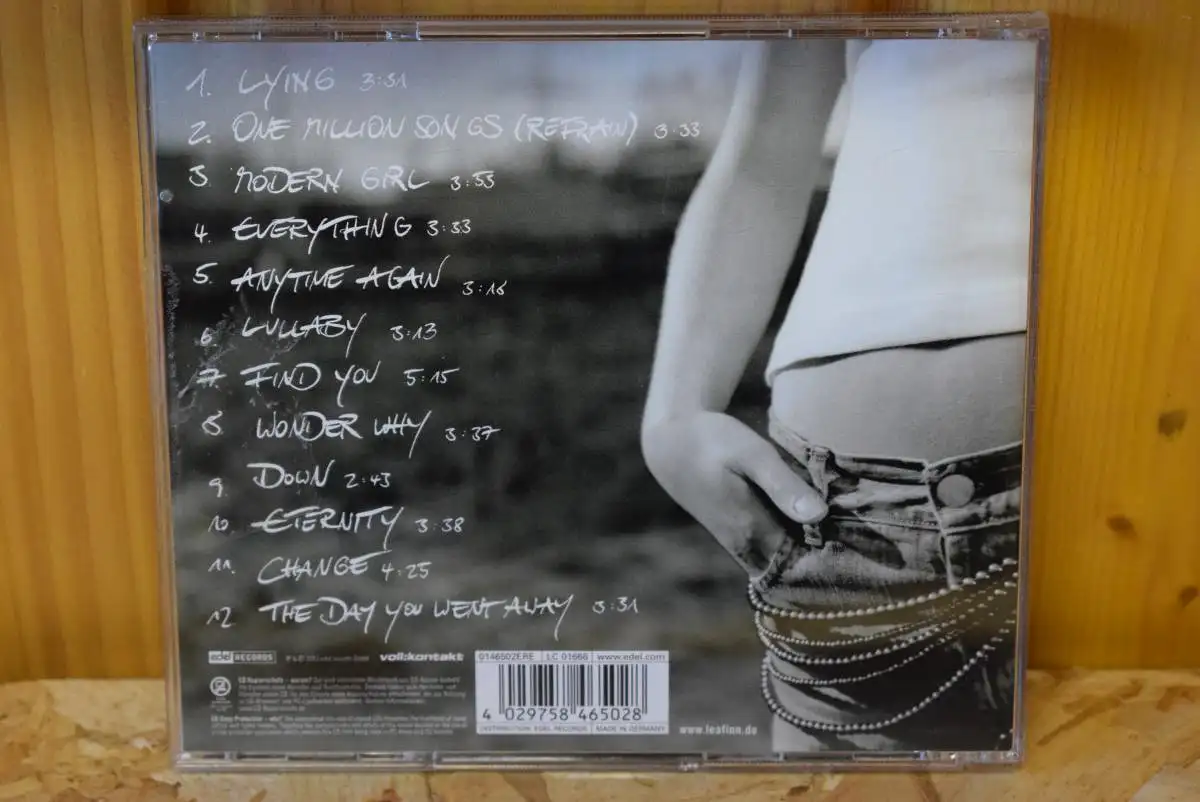 1. LYING 3:31
2. ONE MILLION SONGS (REFRAIN) 3:33
3. MODERN GIRL 3:53
4. EVERYTHING 3:33
5. ANYTIME AGAIN 3:16
6 LULLABY 3:13
7. FIND YOU 5:15
8. WONDER WHY 3:37
9. DOWN 2:43
10. ETERNITY 3:38
11. CHANGE 4:25
12 THE DAY YOU WENT AWAY 3:31
edel RECORDS
voll:kontakt
0146502ERE LC 01666 www.edel.com
4 029758 465028
DISTRIBUTION EDEL RECORDS MADE IN GERMANY
www.leafinn.de